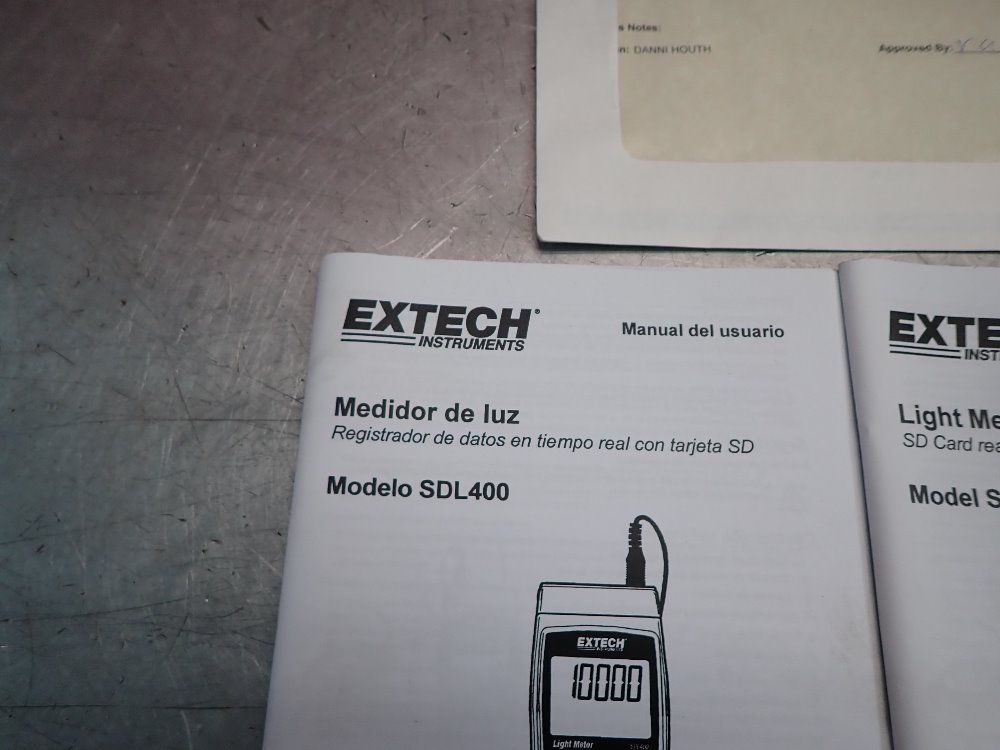 s Notes:
n: DANNI HOUTH
Approved By:
EXTECH®
INSTRUMENTS
Manual del usuario
Medidor de luz
Registrador de datos en tiempo real con tarjeta SD
Modelo SDL400
EXTECH
10000
Light Meter
EXTE
INST
Light Me
SD Card rea
Model S